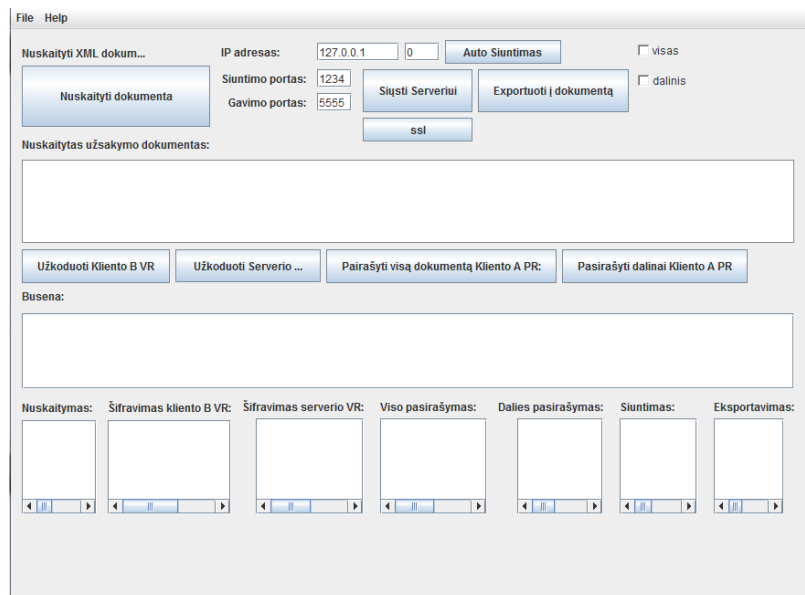 File Help
Nuskaityti XML dokum...
IP adresas: 127.0.0.1 0 Auto Siuntimas visas
Nuskaityti dokumenta
Siuntimo portas: 1234 Siųsti Serveriui Exportuoti į dokumentą dalinis
Gavimo portas: 5555
ssl
Nuskaitytas užsakymo dokumentas:
Užkoduoti Kliento B VR Užkoduoti Serverio ... Pairašyti visą dokumentą Kliento A PR: Pasirašyti dalinai Kliento A PR
Busena:
Nuskaitymas: Šifravimas kliento B VR: Šifravimas serverio VR: Viso pasirašymas: Dalies pasirašymas: Siuntimas: Eksportavimas: